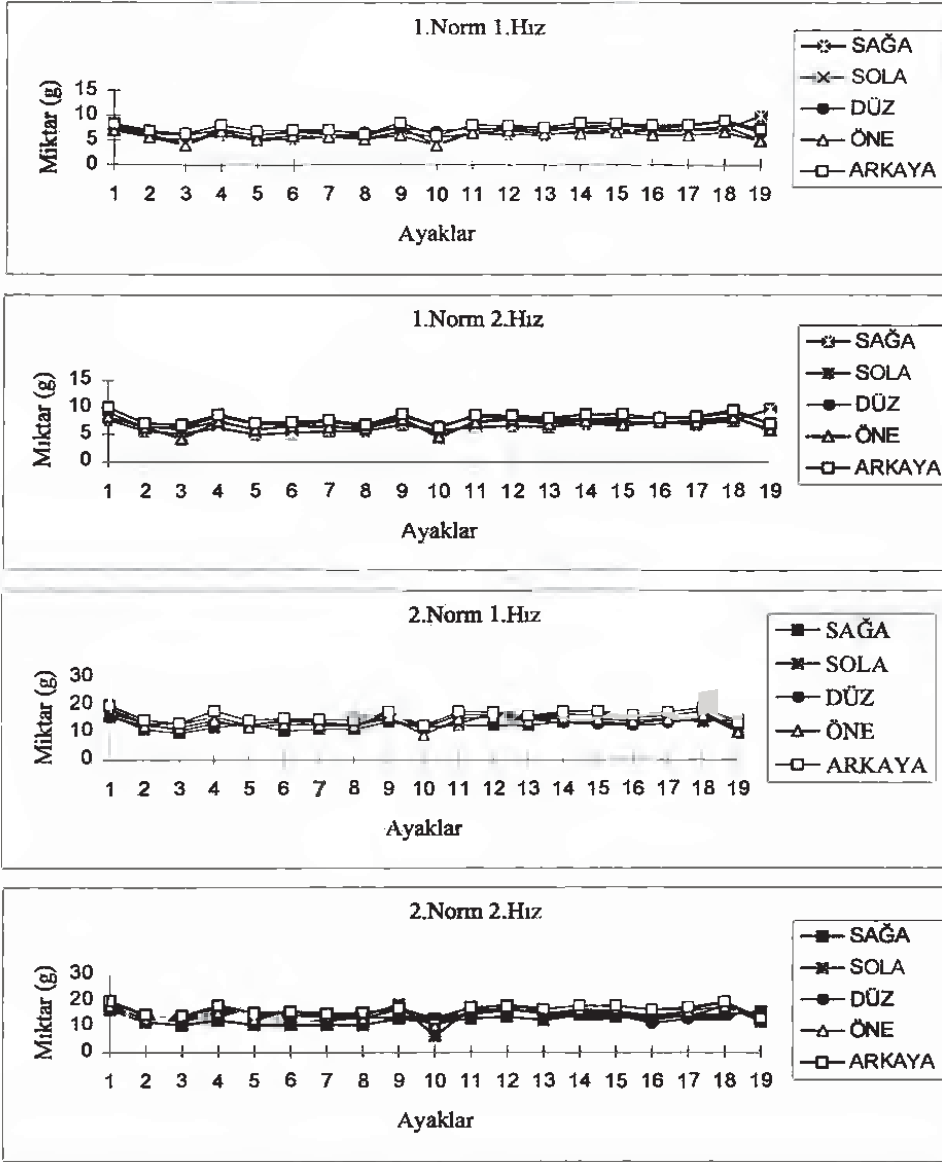 1.Norm 1.Hız
Miktar (g)
15
10
5
0
1 2 3 4 5 6 7 8 9 10 11 12 13 14 15 16 17 18 19
Ayaklar
SAĞA
SOLA
DÜZ
ÖNE
ARKAYA
1.Norm 2.Hız
Miktar (g)
15
10
5
0
1 2 3 4 5 6 7 8 9 10 11 12 13 14 15 16 17 18 19
Ayaklar
SAĞA
SOLA
DÜZ
ÖNE
ARKAYA
2.Norm 1.Hız
Miktar (g)
30
20
10
0
1 2 3 4 5 6 7 8 9 10 11 12 13 14 15 16 17 18 19
Ayaklar
SAĞA
SOLA
DÜZ
ÖNE
ARKAYA
2.Norm 2.Hız
Miktar (g)
30
20
10
0
1 2 3 4 5 6 7 8 9 10 11 12 13 14 15 16 17 18 19
Ayaklar
SAĞA
SOLA
DÜZ
ÖNE
ARKAYA